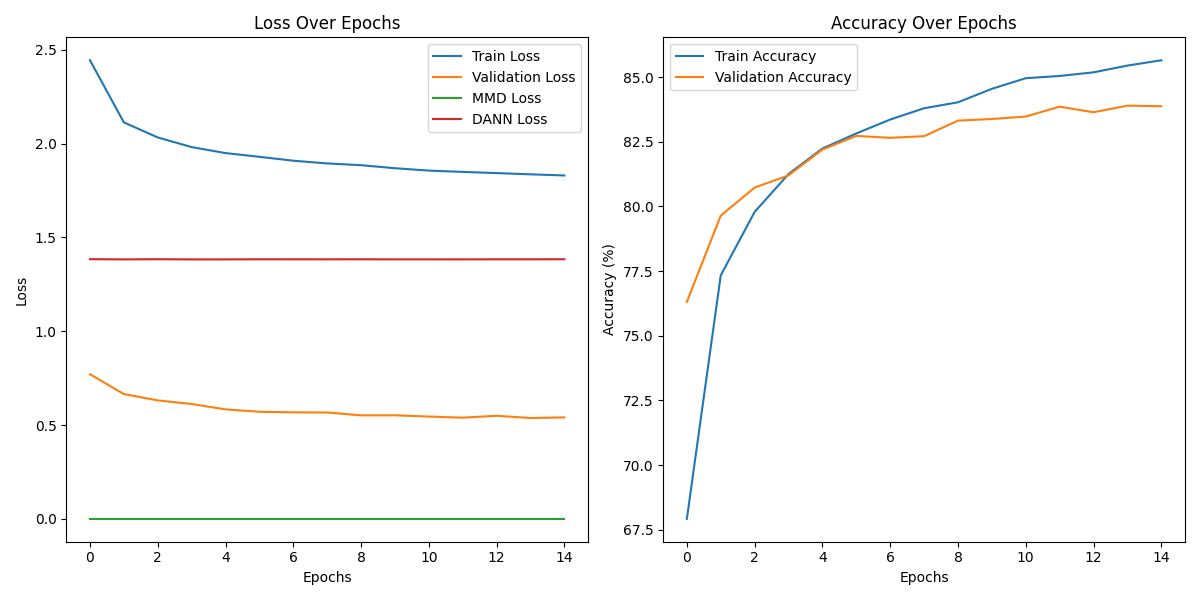 Loss Over Epochs
Train Loss
Validation Loss
MMD Loss
DANN Loss
2.5
2.0
1.5
1.0
0.5
0.0
Loss
0 2 4 6 8 10 12 14
Epochs
Accuracy Over Epochs
Train Accuracy
Validation Accuracy
85.0
82.5
80.0
77.5
75.0
72.5
70.0
67.5
Accuracy (%)
0 2 4 6 8 10 12 14
Epochs